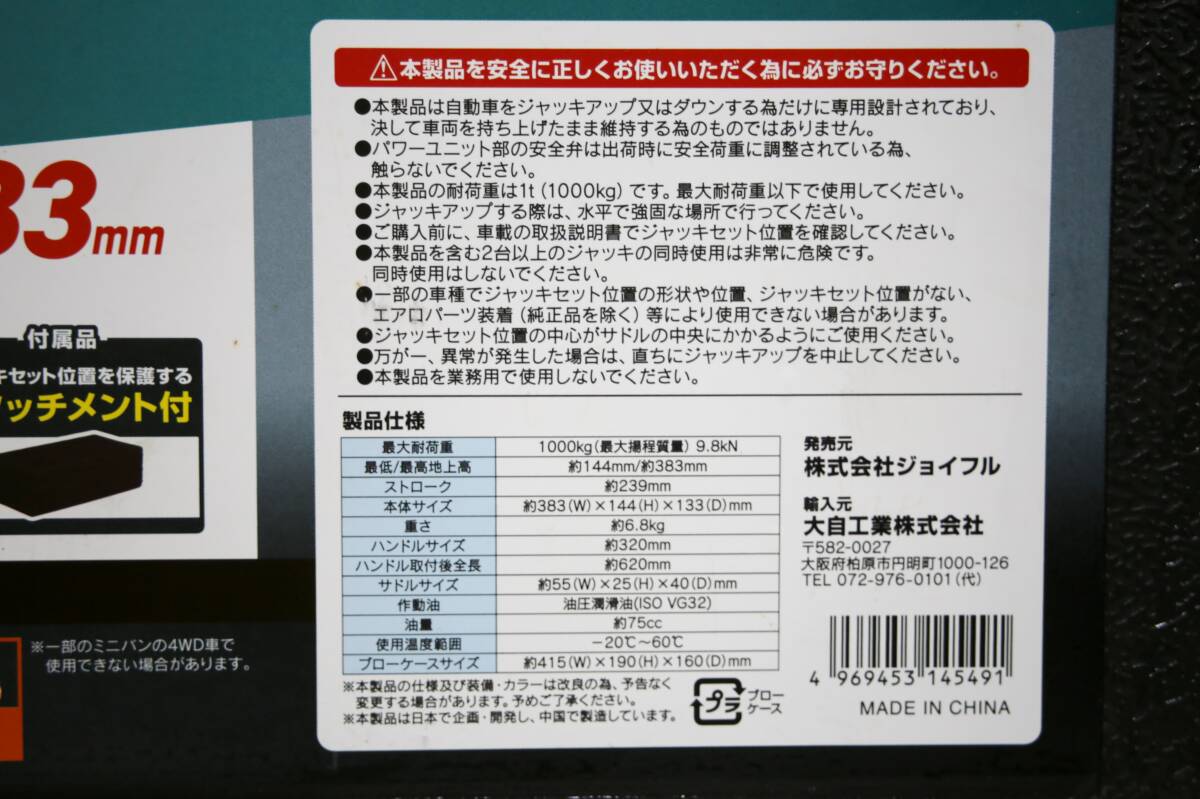 ⚠本製品を安全に正しくお使いいただく為に必ずお守りください。
●本製品は自動車をジャッキアップ又はダウンする為だけに専用設計されており、
決して車両を持ち上げたまま維持する為のものではありません。
●パワーユニット部の安全弁は出荷時に安全荷重に調整されている為、
触らないでください。
●本製品の耐荷重は1t(1000kg)です。最大耐荷重以下で使用してください。
●ジャッキアップする際は、水平で強固な場所で行ってください。
●ご購入前に、車載の取扱説明書でジャッキセット位置を確認してください。
●本製品を含む2台以上のジャッキの同時使用は非常に危険です。
同時使用はしないでください。
●一部の車種でジャッキセット位置の形状や位置、ジャッキセット位置がない、
エアロパーツ装着(純正品を除く)等により使用できない場合があります。
●ジャッキセット位置の中心がサドルの中央にかかるようにご使用ください。
●万が一、異常が発生した場合は、直ちにジャッキアップを中止してください。
●本製品を業務用で使用しないでください。
製品仕様
最大耐荷重 1000kg(最大揚程質量) 9.8kN
最低/最高地上高 約144mm/約383mm
ストローク 約239mm
本体サイズ 約383(W)×144(H)×133(D)mm
重さ 約6.8kg
ハンドルサイズ 約320mm
ハンドル取付後全長 約620mm
サドルサイズ 約55(W)×25(H)×40(D)mm
作動油 油圧潤滑油(ISO VG32)
油量 約75cc
使用温度範囲 −20℃〜60℃
ブローケースサイズ 約415(W)×190(H)×160(D)mm
※本製品の仕様及び装備・カラーは改良の為、予告なく
変更する場合があります。予めご了承ください。
※本製品は日本で企画・開発し、中国で製造しています。
プラ
ブロー
ケース
発売元
株式会社ジョイフル
輸入元
大自工業株式会社
〒582-0027
大阪府柏原市円明町1000-126
TEL 072-976-0101(代)
4 969453 145491
MADE IN CHINA
83mm
付属品
キセット位置を保護する
タッチメント付
※一部のミニバンの4WD車で
使用できない場合があります。